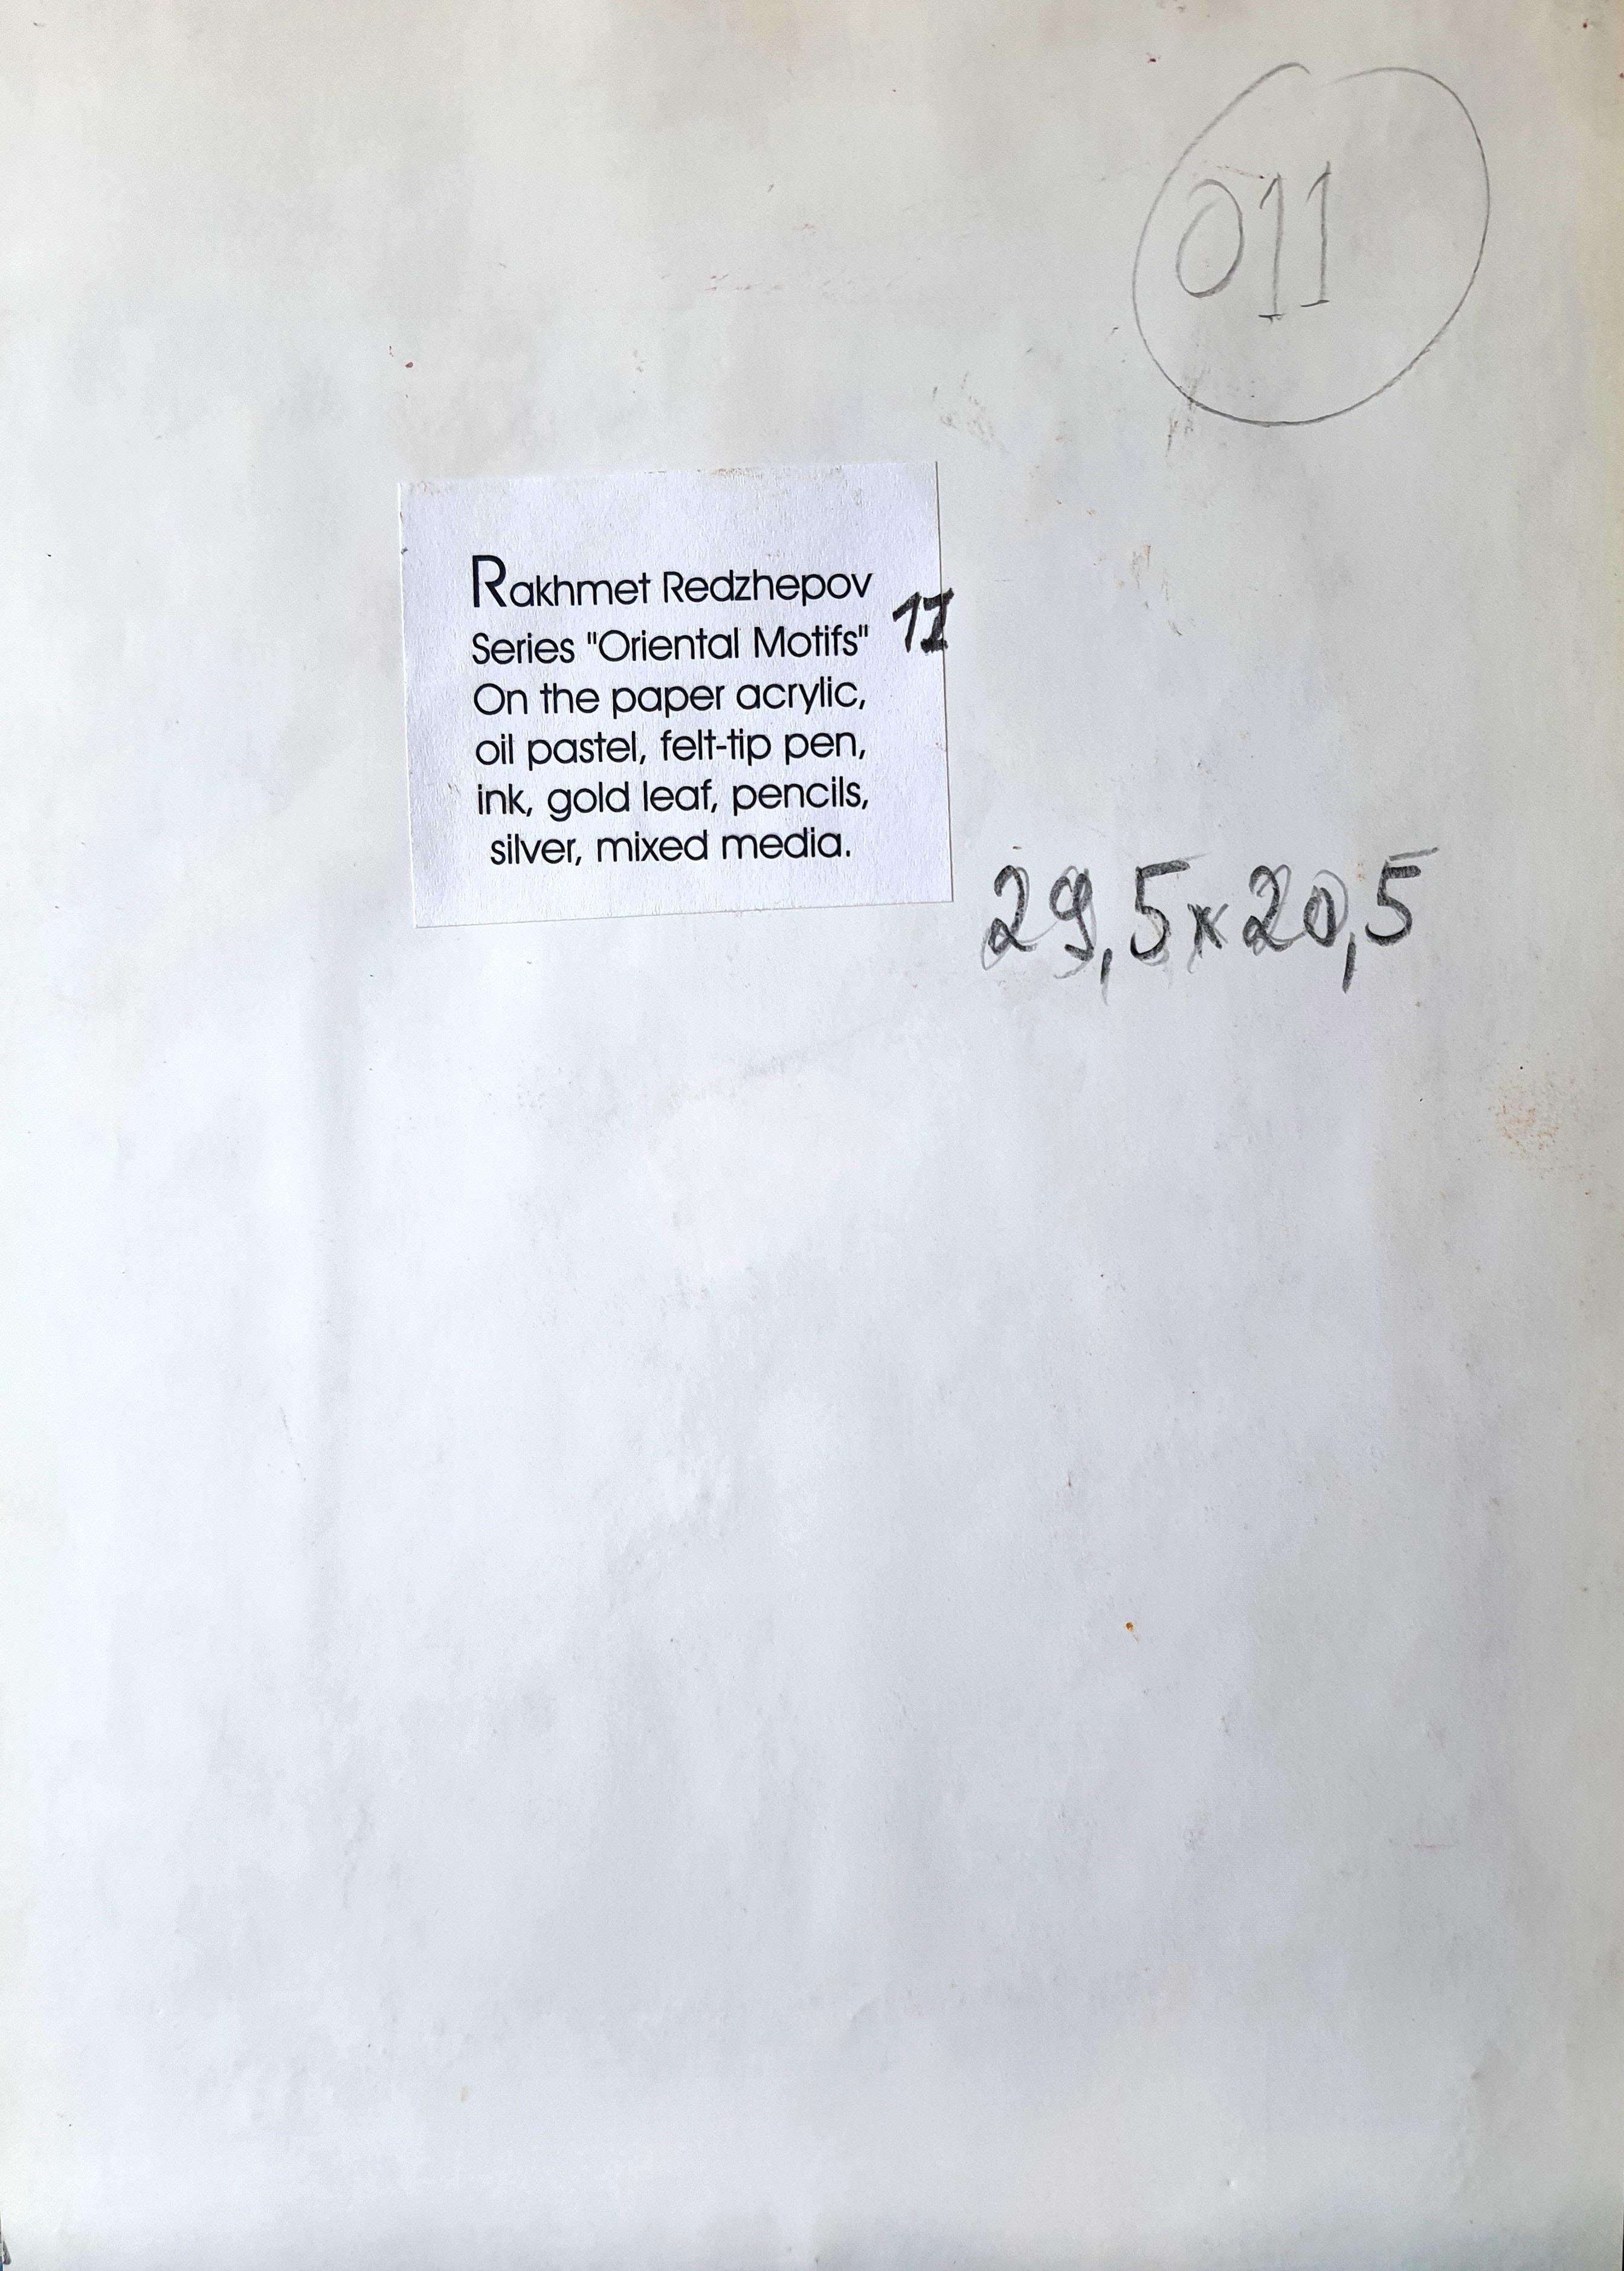 011
Rakhmet Redzhepov
Series "Oriental Motifs" 11
On the paper acrylic,
oil pastel, felt-tip pen,
ink, gold leaf, pencils,
silver, mixed media.
29,5x20,5